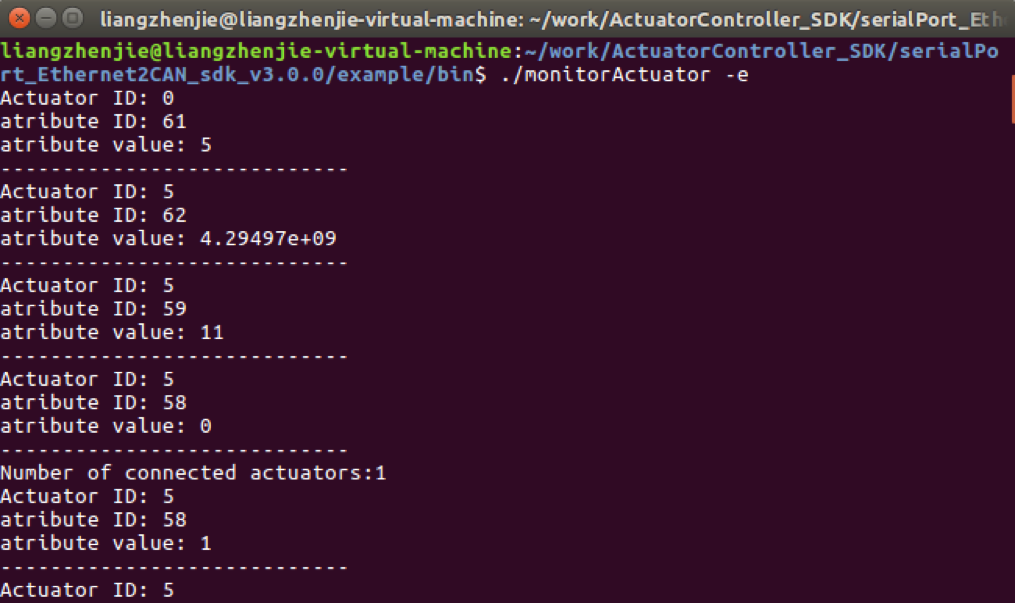 liangzhenjie@liangzhenjie-virtual-machine: ~/work/ActuatorController_SDK/serialPort_Eth
liangzhenjie@liangzhenjie-virtual-machine:~/work/ActuatorController_SDK/serialPo
rt_Ethernet2CAN_sdk_v3.0.0/example/bin$ ./monitorActuator -e
Actuator ID: 0
atribute ID: 61
atribute value: 5
----------------------------
Actuator ID: 5
atribute ID: 62
atribute value: 4.29497e+09
----------------------------
Actuator ID: 5
atribute ID: 59
atribute value: 11
----------------------------
Actuator ID: 5
atribute ID: 58
atribute value: 0
----------------------------
Number of connected actuators:1
Actuator ID: 5
atribute ID: 58
atribute value: 1
----------------------------
Actuator ID: 5